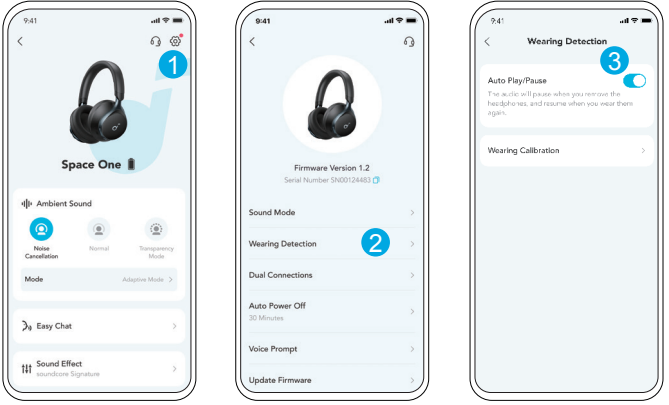 9:41
1
Space One
Ambient Sound
Noise
Cancellation
Normal
Transparency
Mode
Mode
Adaptive Mode
Easy Chat
Sound Effect
soundcore Signature
9:41
Firmware Version 1.2
Serial Number SN00124483
Sound Mode
Wearing Detection
2
Dual Connections
Auto Power Off
30 Minutes
Voice Prompt
Update Firmware
9:41
Wearing Detection
3
Auto Play/Pause
The audio will pause when you remove the
headphones, and resume when you wear them
again.
Wearing Calibration